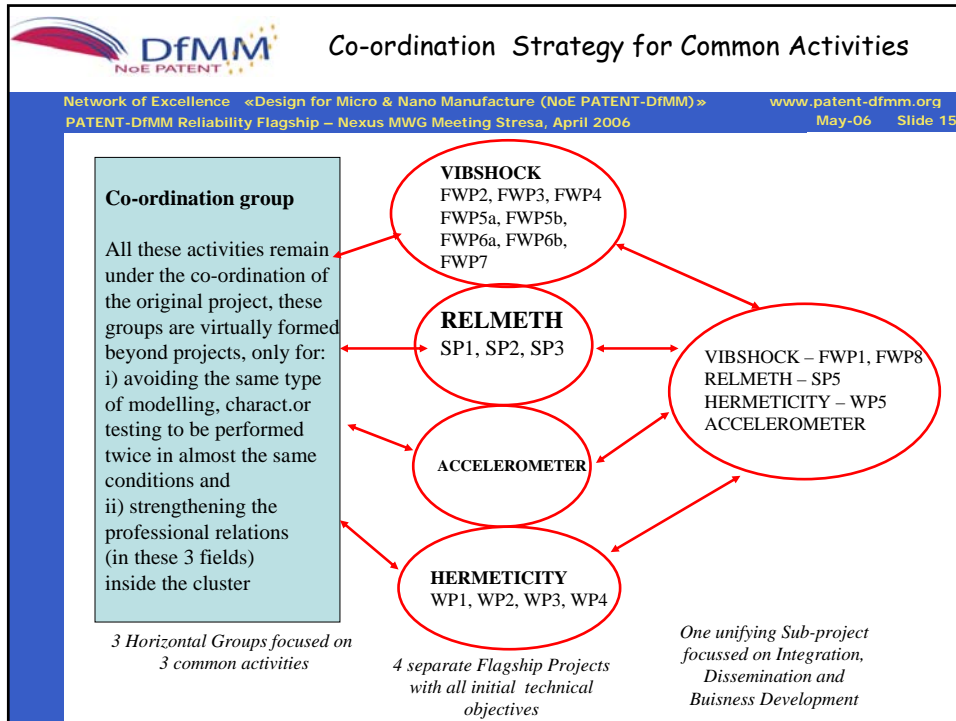 DfMM
NoE PATENT
Co-ordination Strategy for Common Activities
Network of Excellence «Design for Micro & Nano Manufacture (NoE PATENT-DfMM)» www.patent-dfmm.org
PATENT-DfMM Reliability Flagship – Nexus MWG Meeting Stresa, April 2006 May-06 Slide 15
Co-ordination group
All these activities remain
under the co-ordination of
the original project, these
groups are virtually formed
beyond projects, only for:
i) avoiding the same type
of modelling, charact.or
testing to be performed
twice in almost the same
conditions and
ii) strengthening the
professional relations
(in these 3 fields)
inside the cluster
3 Horizontal Groups focused on
3 common activities
VIBSHOCK
FWP2, FWP3, FWP4
FWP5a, FWP5b,
FWP6a, FWP6b,
FWP7
RELMETH
SP1, SP2, SP3
ACCELEROMETER
HERMETICITY
WP1, WP2, WP3, WP4
4 separate Flagship Projects
with all initial technical
objectives
VIBSHOCK – FWP1, FWP8
RELMETH – SP5
HERMETICITY – WP5
ACCELEROMETER
One unifying Sub-project
focussed on Integration,
Dissemination and
Buisness Development